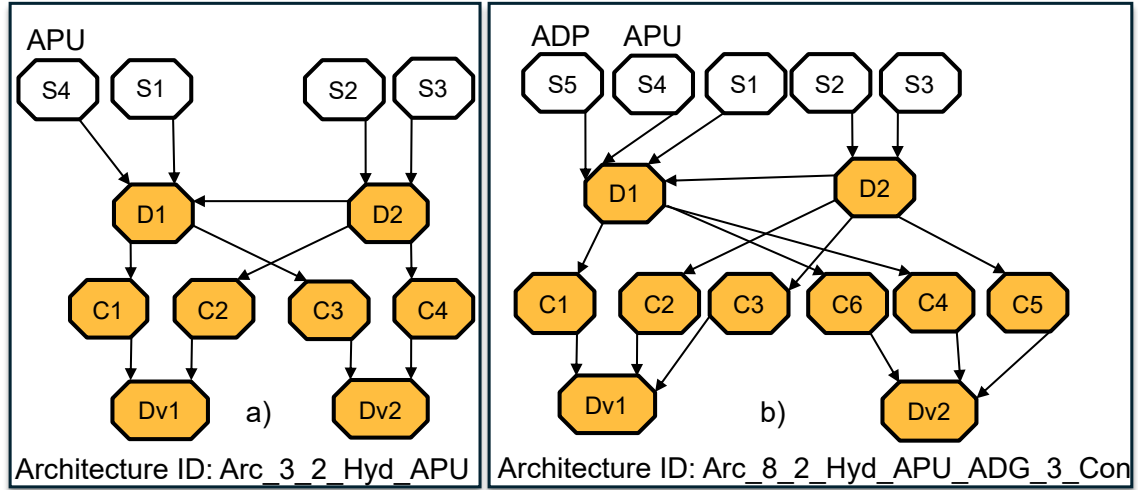 APU
S4 S1 S2 S3
D1 D2
C1 C2 C3 C4
Dv1 a) Dv2
Architecture ID: Arc_3_2_Hyd_APU
ADP APU
S5 S4 S1 S2 S3
D1 D2
C1 C2 C3 C6 C4 C5
Dv1 b) Dv2
Architecture ID: Arc_8_2_Hyd_APU_ADG_3_Con